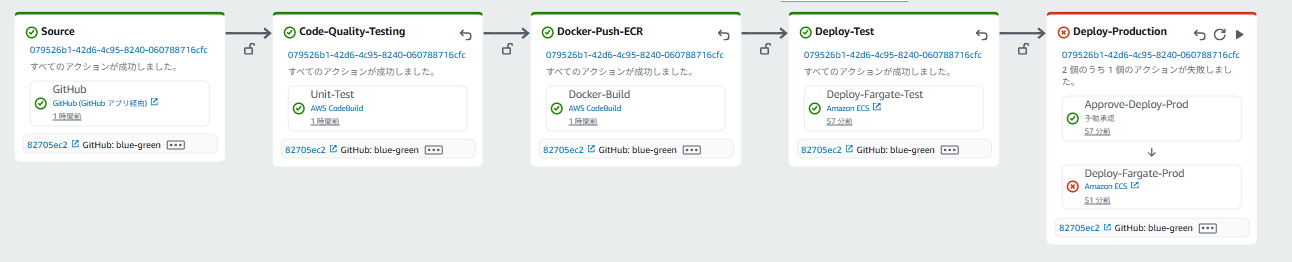 Source
079526b1-42d6-4c95-8240-060788716cfc
すべてのアクションが成功しました。
GitHub
GitHub (GitHub アプリ経由)
1 時間前
82705ec2 GitHub: blue-green
Code-Quality-Testing
079526b1-42d6-4c95-8240-060788716cfc
すべてのアクションが成功しました。
Unit-Test
AWS CodeBuild
1 時間前
82705ec2 GitHub: blue-green
Docker-Push-ECR
079526b1-42d6-4c95-8240-060788716cfc
すべてのアクションが成功しました。
Docker-Build
AWS CodeBuild
1 時間前
82705ec2 GitHub: blue-green
Deploy-Test
079526b1-42d6-4c95-8240-060788716cfc
すべてのアクションが成功しました。
Deploy-Fargate-Test
Amazon ECS
57 分前
82705ec2 GitHub: blue-green
Deploy-Production
079526b1-42d6-4c95-8240-060788716cfc
2 個のうち 1 個のアクションが失敗しまし
た。
Approve-Deploy-Prod
手動承認
57 分前
Deploy-Fargate-Prod
Amazon ECS
51 分前
82705ec2 GitHub: blue-green